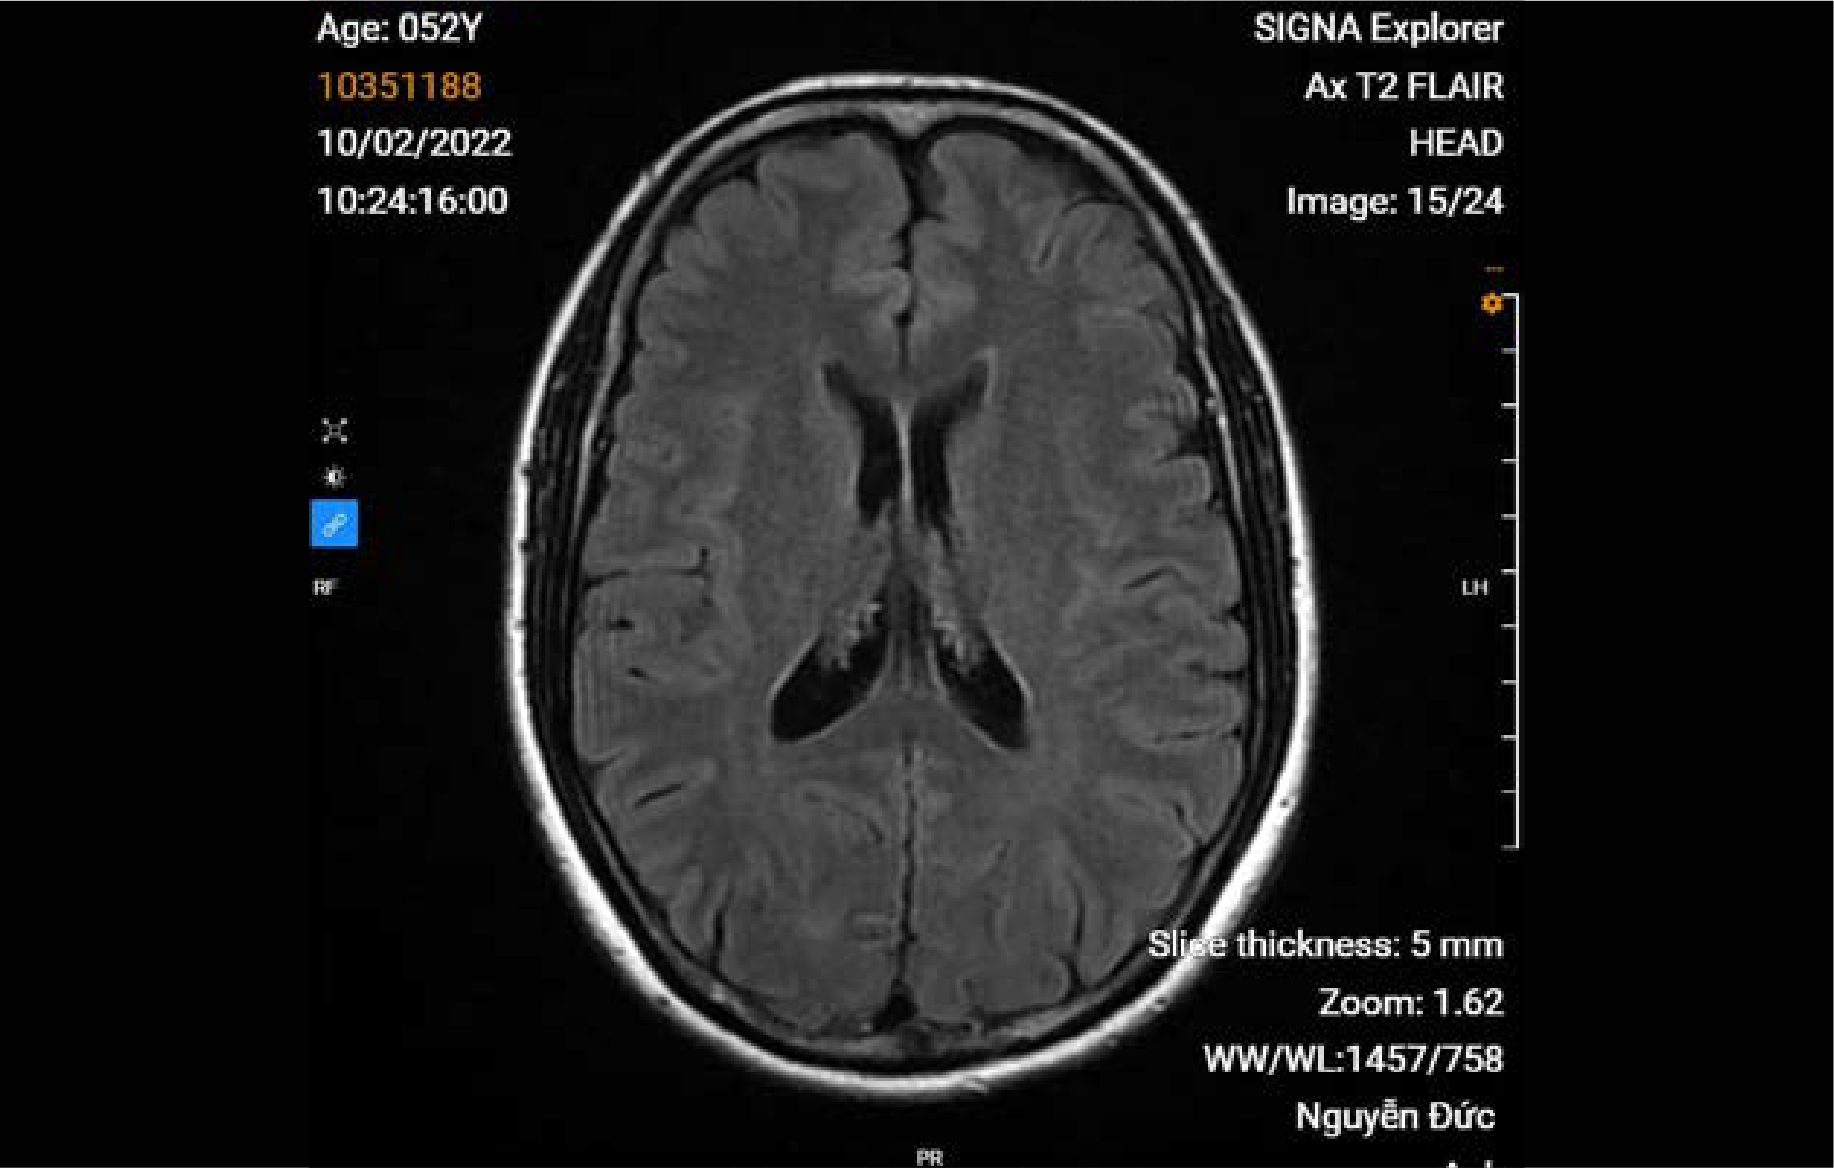 Age: 052Y
10351188
10/02/2022
10:24:16:00
SIGNA Explorer
Ax T2 FLAIR
HEAD
Image: 15/24
RF
LH
Slice thickness: 5 mm
Zoom: 1.62
WW/WL:1457/758
Nguyễn Đức
PR